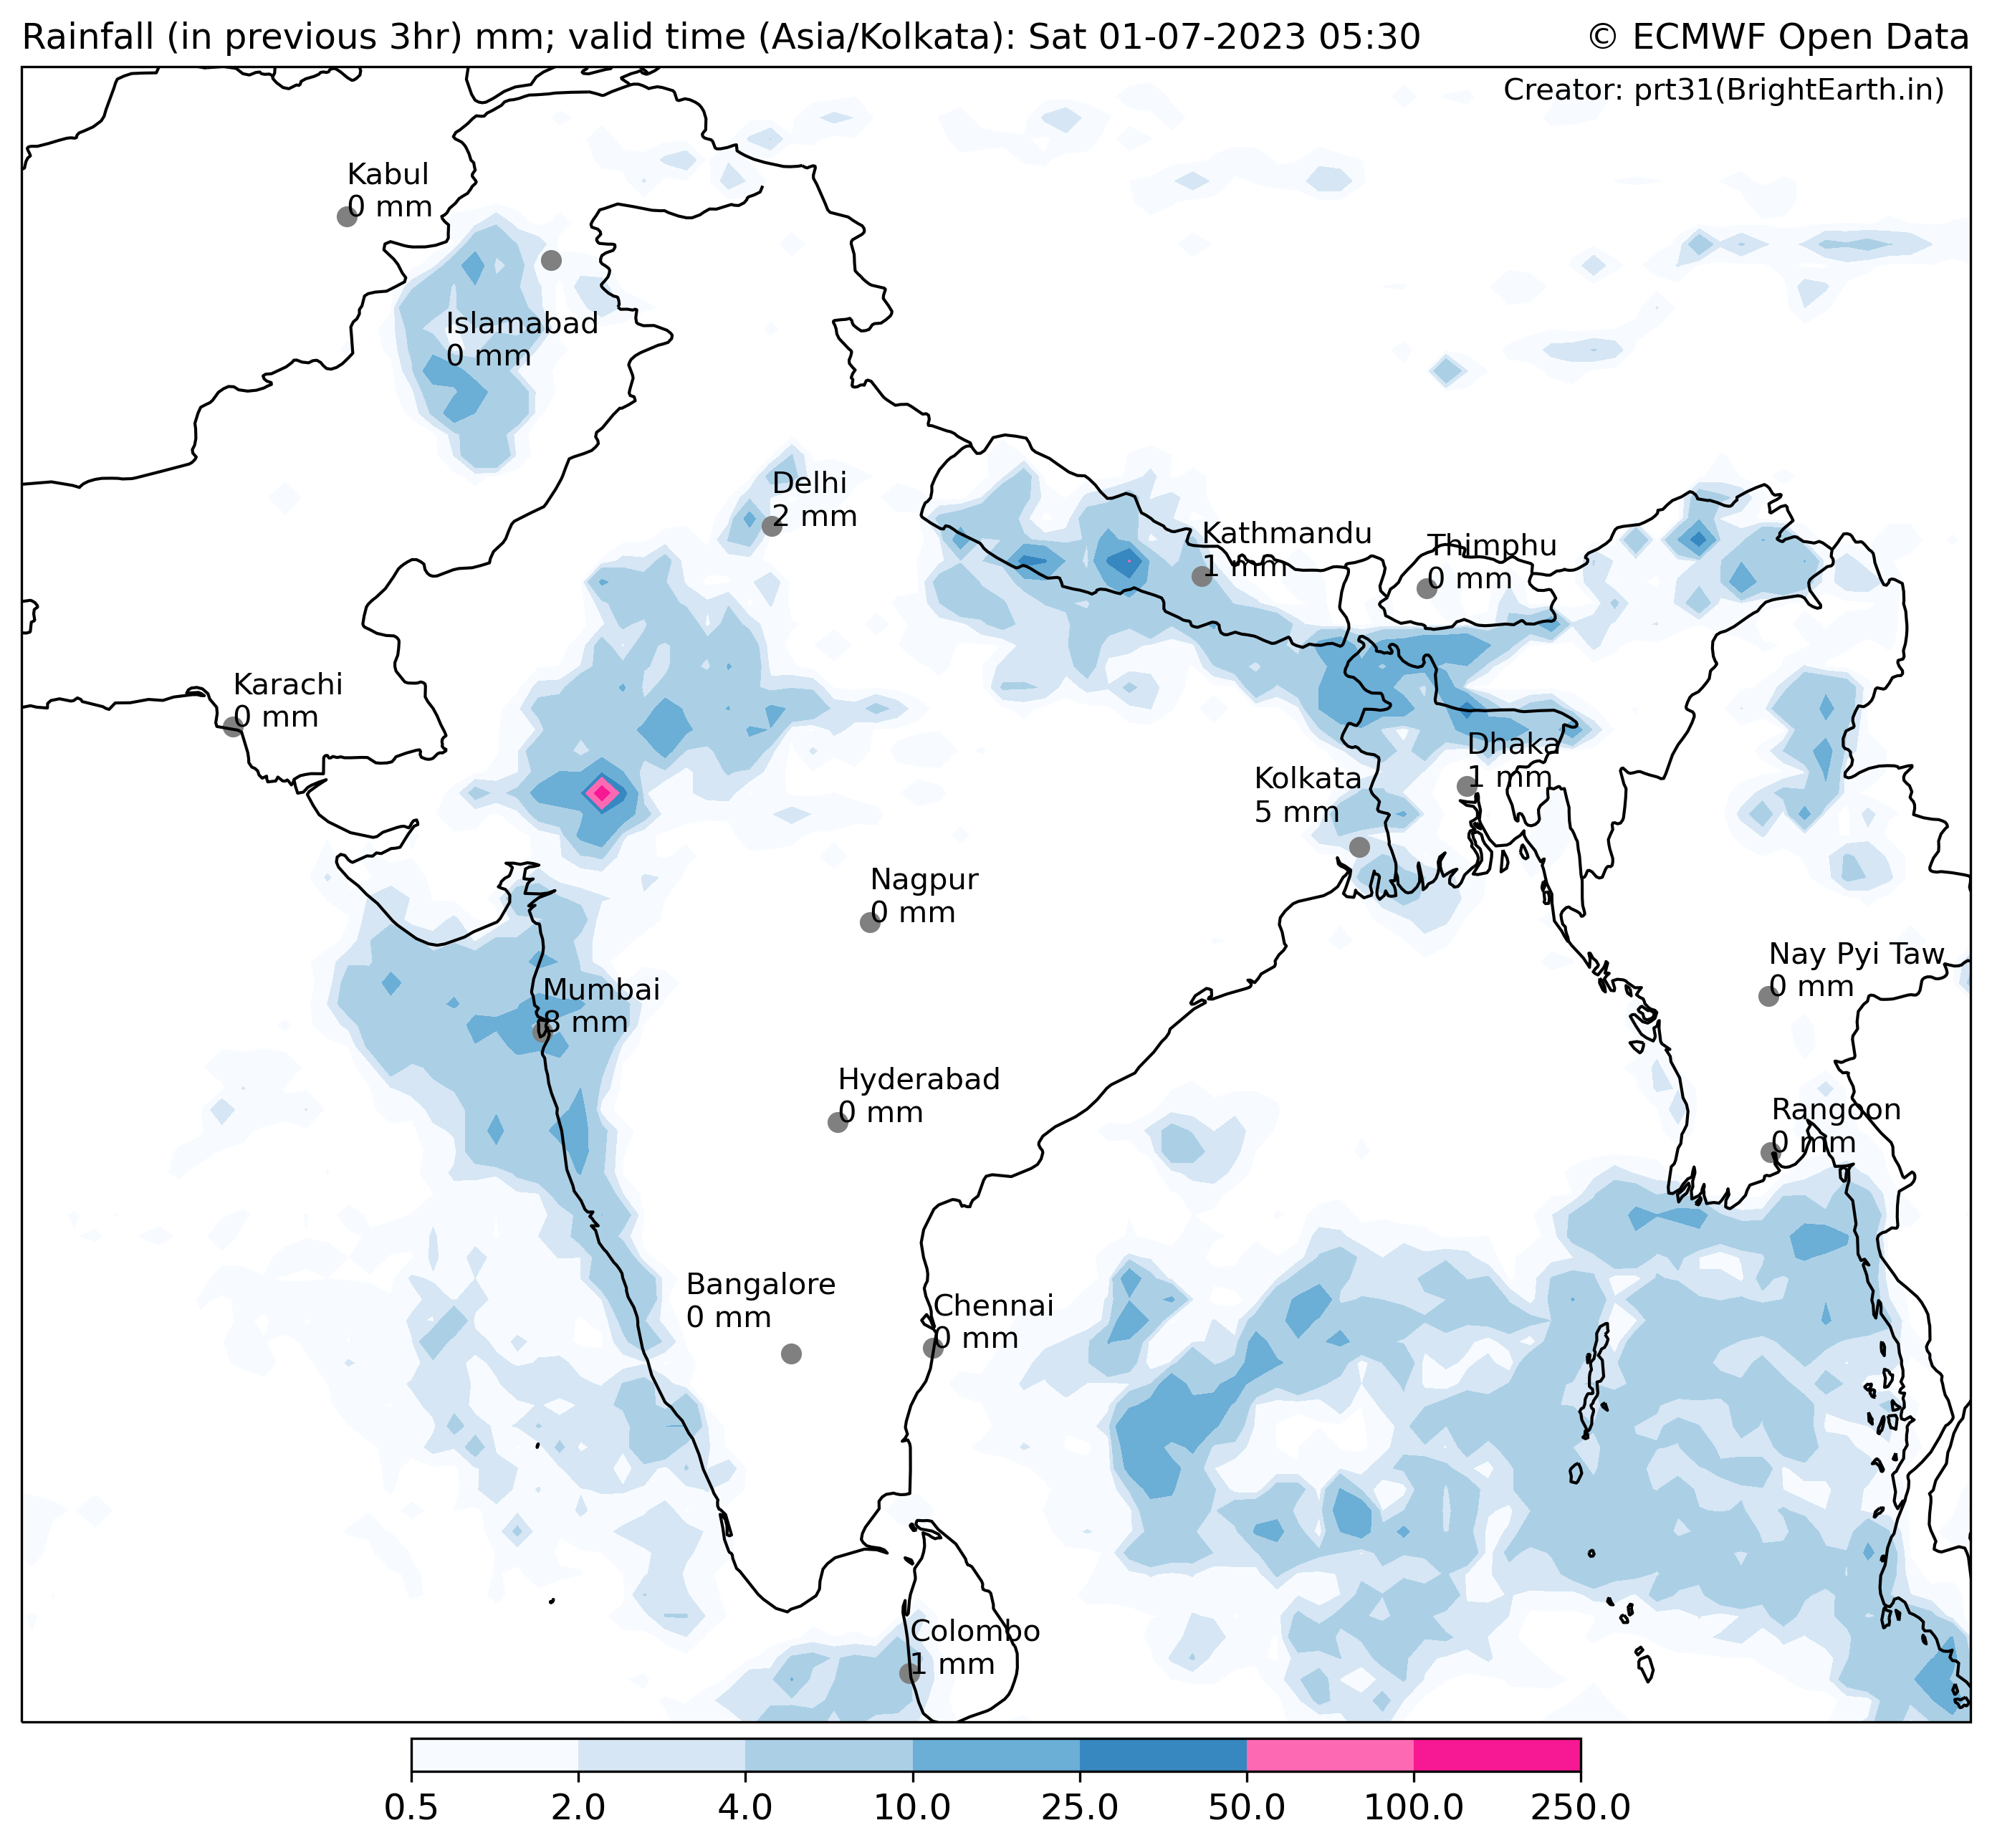 Rainfall (in previous 3hr) mm; valid time (Asia/Kolkata): Sat 01-07-2023 05:30
© ECMWF Open Data
Creator: prt31(BrightEarth.in)
Kabul
0 mm
Islamabad
0 mm
Delhi
2 mm
Kathmandu
1 mm
Thimphu
0 mm
Karachi
0 mm
Dhaka
1 mm
Kolkata
5 mm
Nagpur
0 mm
Nay Pyi Taw
0 mm
Mumbai
8 mm
Hyderabad
0 mm
Rangoon
0 mm
Bangalore
0 mm
Chennai
0 mm
Colombo
1 mm
0.5 2.0 4.0 10.0 25.0 50.0 100.0 250.0